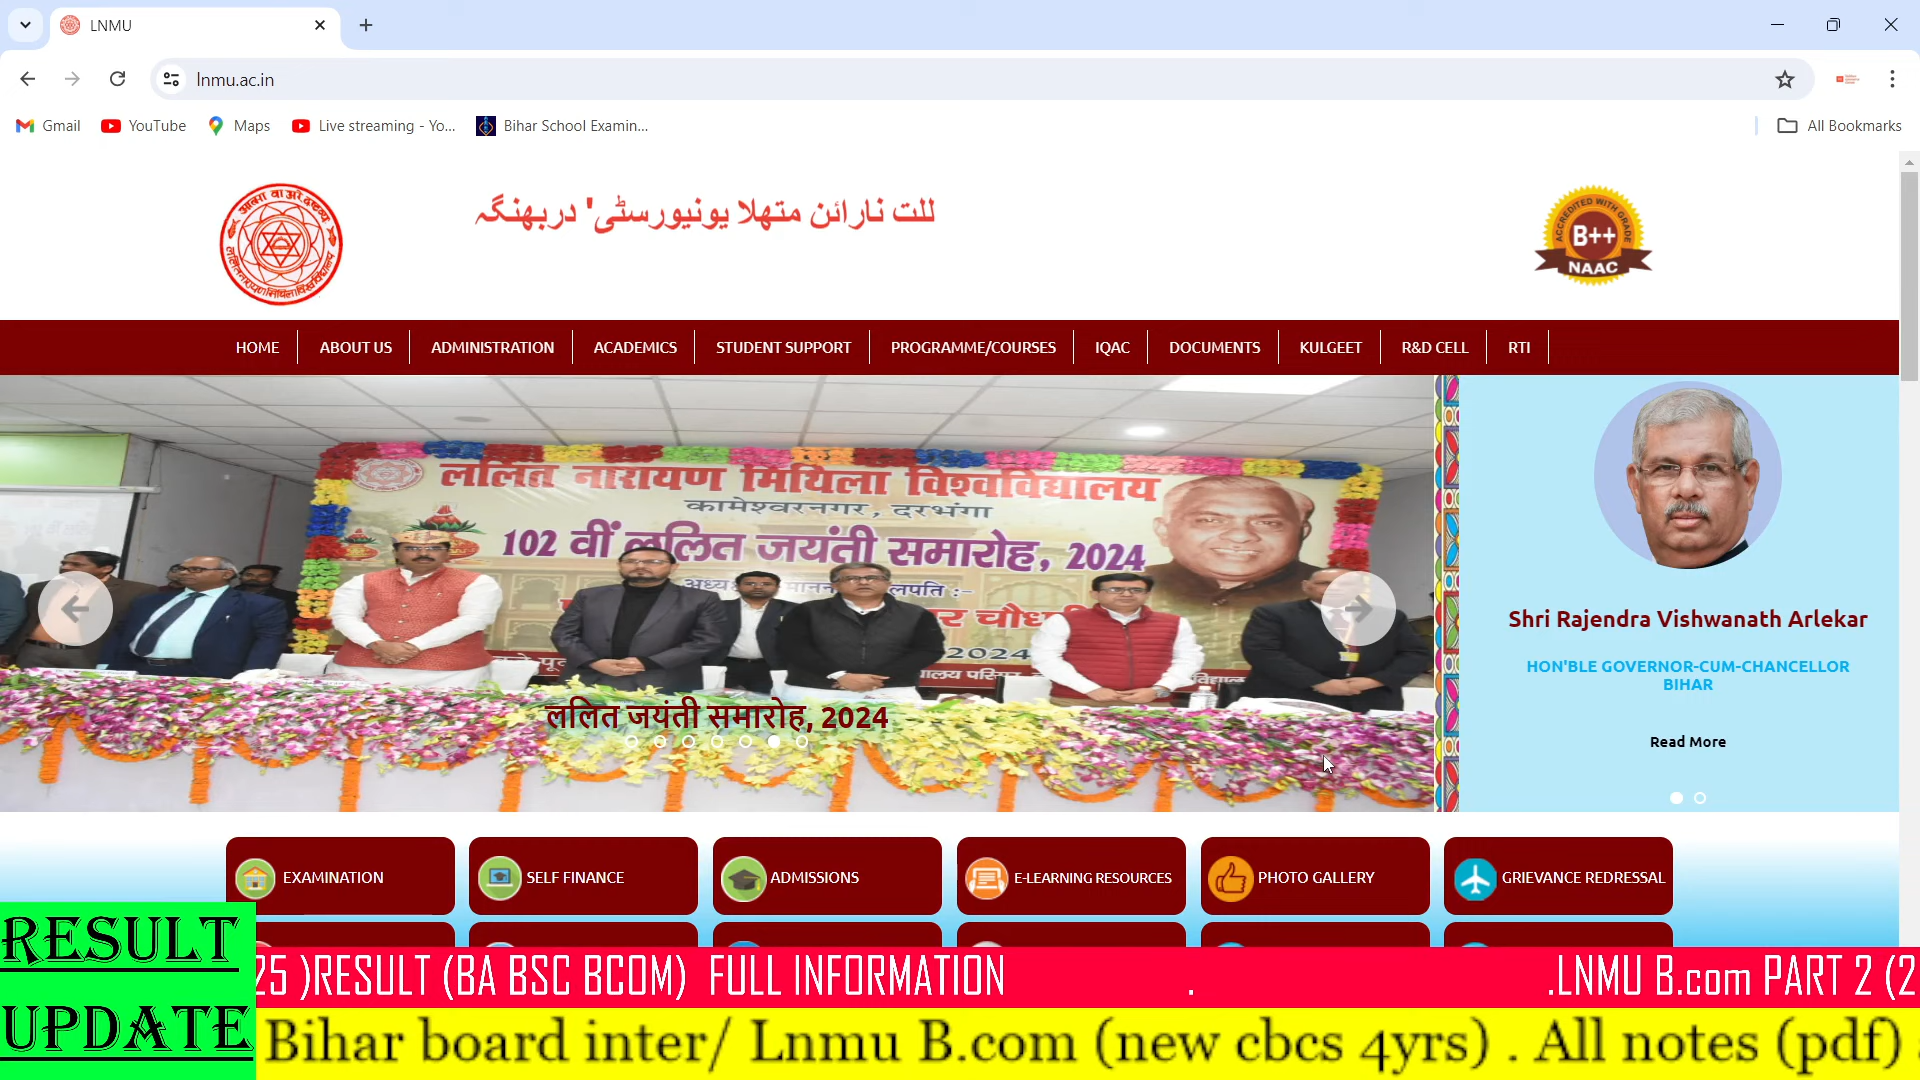 LNMU
lnmu.ac.in
Gmail
YouTube
Maps
Live streaming - Yo...
Bihar School Examin...
All Bookmarks
للت نارائن متھلا یونیورسٹی' دربھنگہ
ACCREDITED WITH GRADE
B++
NAAC
HOME
ABOUT US
ADMINISTRATION
ACADEMICS
STUDENT SUPPORT
PROGRAMME/COURSES
IQAC
DOCUMENTS
KULGEET
R&D CELL
RTI
ललित नारायण मिथिला विश्वविद्यालय
कामेश्वरनगर, दरभंगा
102 वीं ललित जयंती समारोह, 2024
2024
ललित जयंती समारोह, 2024
Shri Rajendra Vishwanath Arlekar
HON'BLE GOVERNOR-CUM-CHANCELLOR
BIHAR
Read More
EXAMINATION
SELF FINANCE
ADMISSIONS
E-LEARNING RESOURCES
PHOTO GALLERY
GRIEVANCE REDRESSAL
RESULT
UPDATE
25 )RESULT (BA BSC BCOM) FULL INFORMATION . .LNMU B.com PART 2 (2
Bihar board inter/ Lnmu B.com (new cbcs 4yrs) . All notes (pdf)